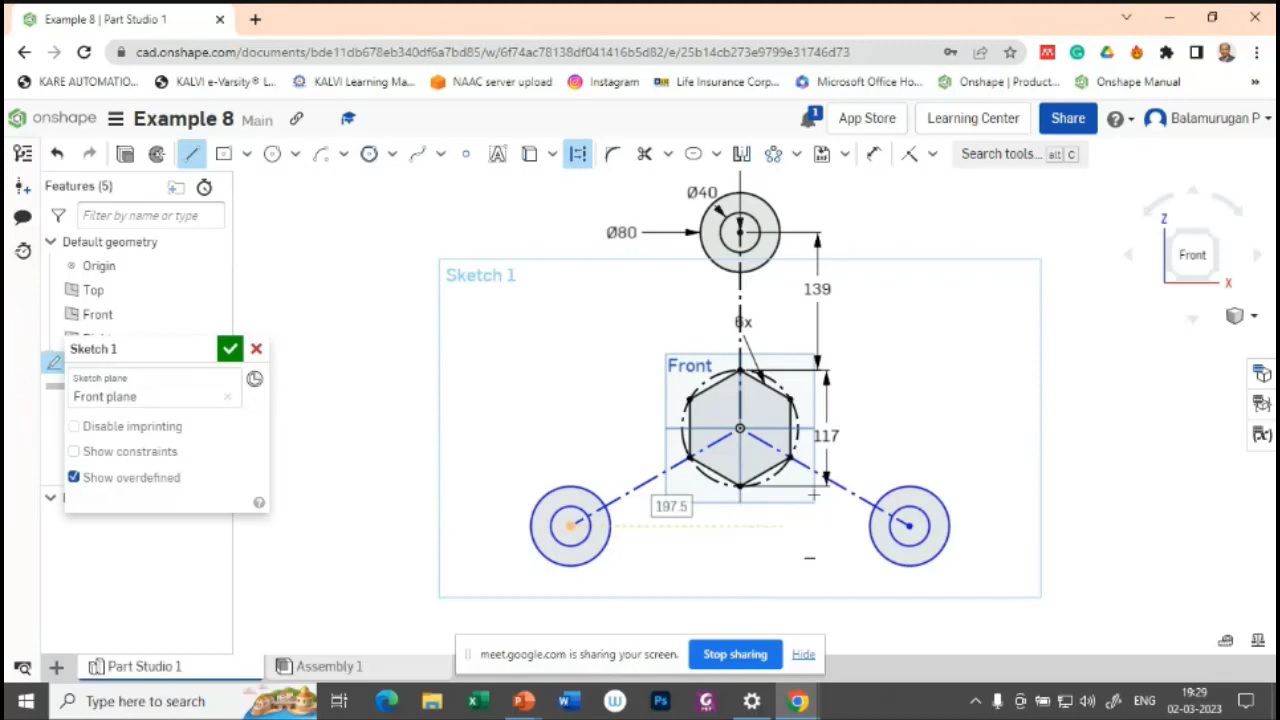 Example 8 | Part Studio 1
cad.onshape.com/documents/bde11db678eb340df6a7bd85/w/6f74ac78138df041416b5d82/e/25b14cb273e9799e31746d73
KARE AUTOMATIO...
KALVI e-Varsity® L...
KALVI Learning Ma...
NAAC server upload
Instagram
Life Insurance Corp...
Microsoft Office Ho...
Onshape | Product...
Onshape Manual
»
onshape
Example 8
Main
1
App Store
Learning Center
Share
Balamurugan P
Search tools...
alt
C
Features (5)
Filter by name or type
Default geometry
Origin
Top
Front
Sketch 1
Sketch plane
Front plane
Disable imprinting
Show constraints
Show overdefined
Ø40
Ø80
Sketch 1
139
6x
Front
117
197.5
Z
Front
X
Part Studio 1
Assembly 1
meet.google.com is sharing your screen.
Stop sharing
Hide
Type here to search
ENG
19:29
02-03-2023